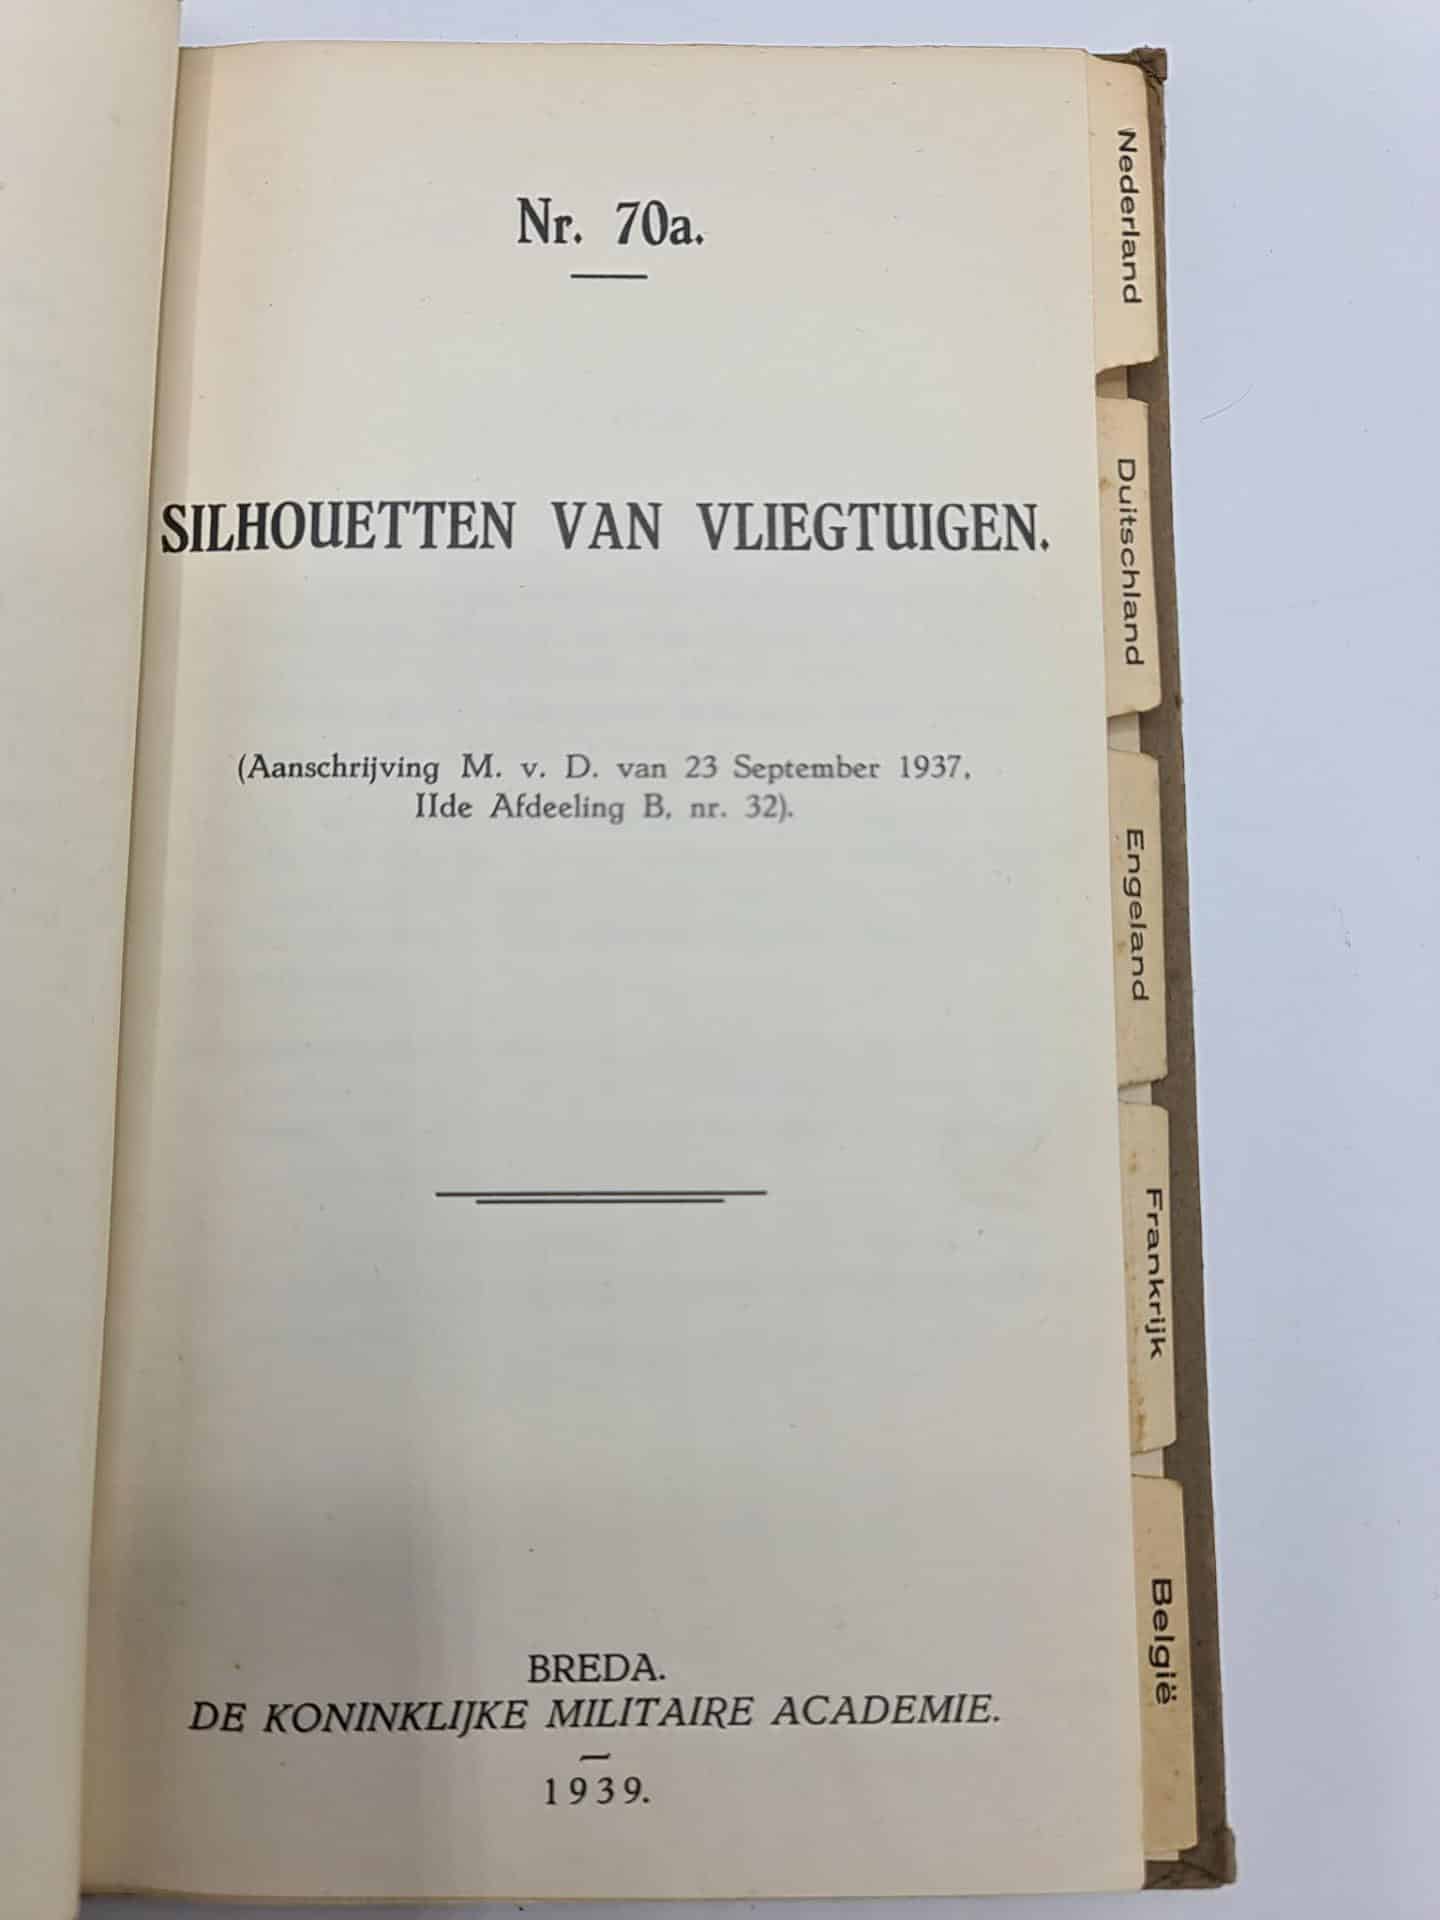 Nr. 70a.
SILHOUETTEN VAN VLIEGTUIGEN.
(Aanschrijving M. v. D. van 23 September 1937,
IIde Afdeeling B, nr. 32).
BREDA.
DE KONINKLIJKE MILITAIRE ACADEMIE.
1939.
Nederland
Duitschland
Engeland
Frankrijk
België